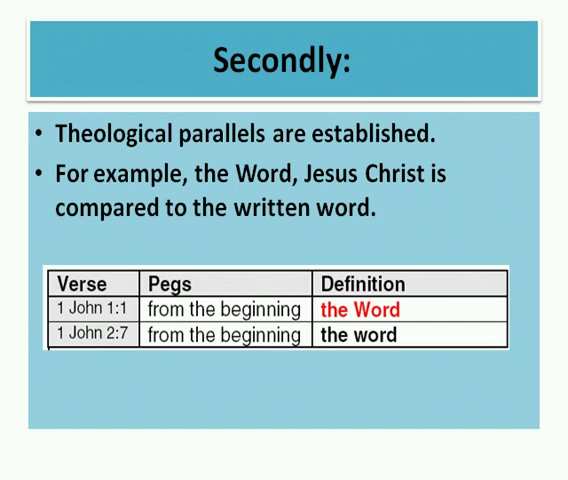 Secondly:
• Theological parallels are established.
• For example, the Word, Jesus Christ is
compared to the written word.
Verse Pegs Definition
1 John 1:1 from the beginning the Word
1 John 2:7 from the beginning the word